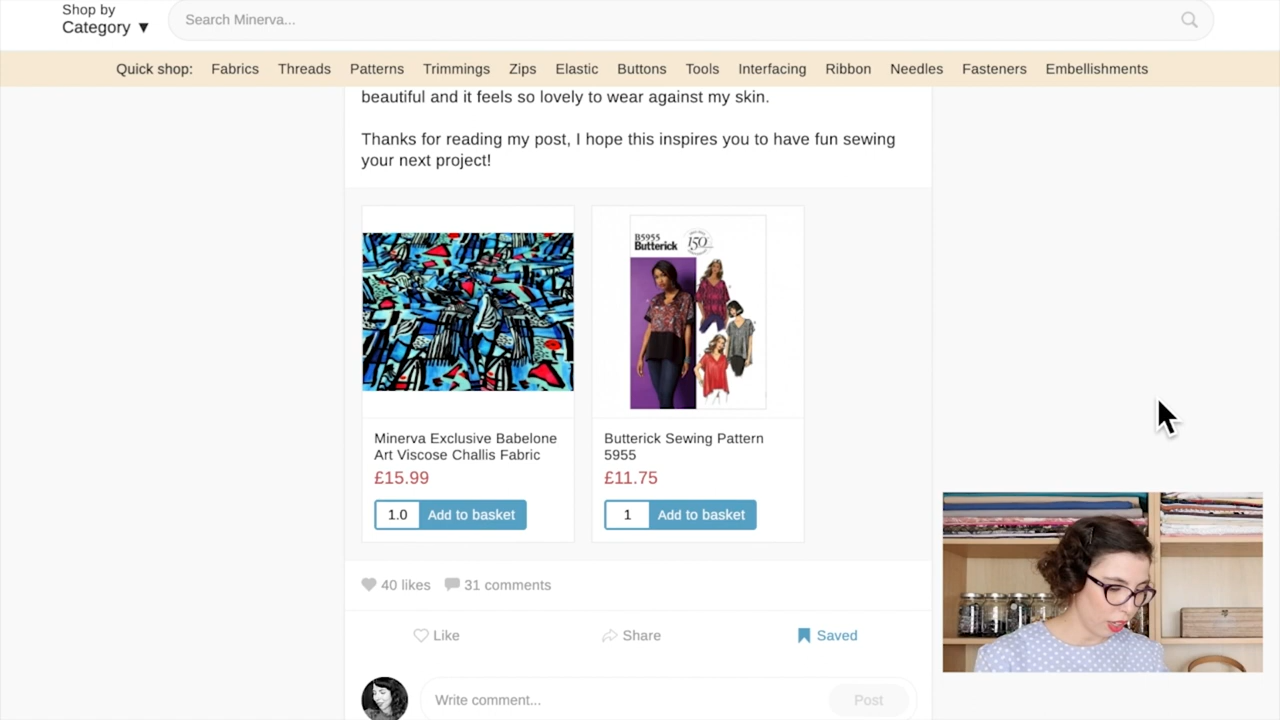 Shop by
Category ▼
Search Minerva...
Quick shop: Fabrics Threads Patterns Trimmings Zips Elastic Buttons Tools Interfacing Ribbon Needles Fasteners Embellishments
beautiful and it feels so lovely to wear against my skin.
Thanks for reading my post, I hope this inspires you to have fun sewing
your next project!
B5955
Butterick
150
Minerva Exclusive Babelone
Art Viscose Challis Fabric
£15.99
1.0 Add to basket
Butterick Sewing Pattern
5955
£11.75
1 Add to basket
40 likes 31 comments
Like Share Saved
Write comment... Post